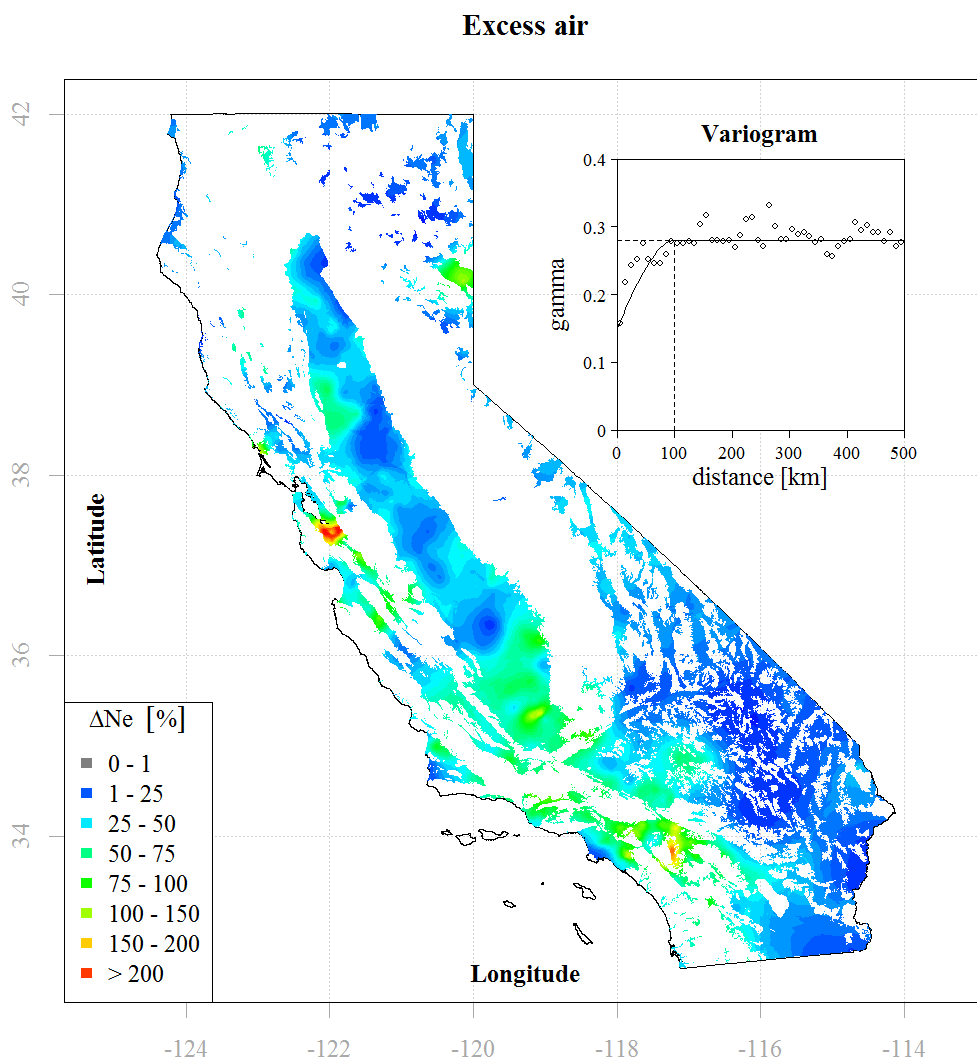 Excess air
Variogram
0.4
0.3
0.2
0.1
0
gamma
0 100 200 300 400 500
distance [km]
42
40
38
36
34
Latitude
ΔNe [%]
0 - 1
1 - 25
25 - 50
50 - 75
75 - 100
100 - 150
150 - 200
> 200
Longitude
-124 -122 -120 -118 -116 -114